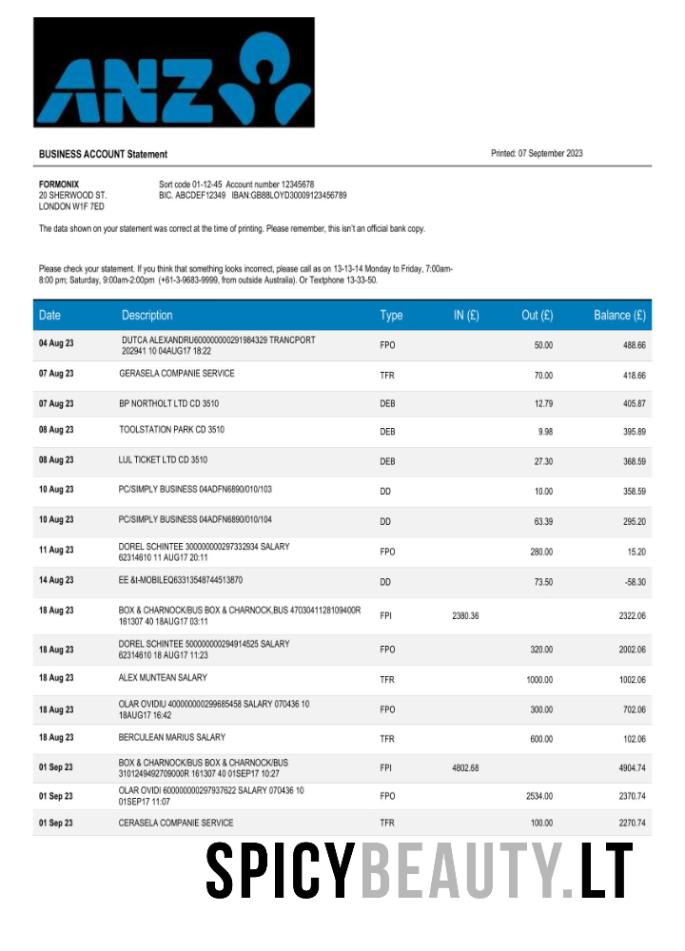 ANZ
BUSINESS ACCOUNT Statement Printed: 07 September 2023
FORMONIX Sort code 01-12-45 Account number 12345678
20 SHERWOOD ST. BIC. ABCDEF12349 IBAN:GB88LOYD30009123456789
LONDON W1F 7ED
The data shown on your statement was correct at the time of printing. Please remember, this isn't an official bank copy.
Please check your statement. If you think that something looks incorrect, please call as on 13-13-14 Monday to Friday, 7:00am-
8:00 pm; Saturday, 9:00am-2:00pm (+61-3-9683-9999, from outside Australia). Or Textphone 13-33-50.
Date Description Type IN (£) Out (£) Balance (£)
04 Aug 23 DUTCA ALEXANDRU600000000291984329 TRANCPORT FPO 50.00 488.66
202941 10 04AUG17 18:22
07 Aug 23 GERASELA COMPANIE SERVICE TFR 70.00 418.66
07 Aug 23 BP NORTHOLT LTD CD 3510 DEB 12.79 405.87
08 Aug 23 TOOLSTATION PARK CD 3510 DEB 9.98 395.89
08 Aug 23 LUL TICKET LTD CD 3510 DEB 27.30 368.59
10 Aug 23 PC/SIMPLY BUSINESS 04ADFN6890/010/103 DD 10.00 358.59
10 Aug 23 PC/SIMPLY BUSINESS 04ADFN6890/010/104 DD 63.39 295.20
11 Aug 23 DOREL SCHINTEE 300000000297332934 SALARY FPO 280.00 15.20
62314610 11 AUG17 20:11
14 Aug 23 EE &t-MOBILEQ63313548744513870 DD 73.50 -58.30
18 Aug 23 BOX & CHARNOCK/BUS BOX & CHARNOCK,BUS 4703041128109400R FPI 2380.36 2322.06
161307 40 18AUG17 03:11
18 Aug 23 DOREL SCHINTEE 500000000294914525 SALARY FPO 320.00 2002.06
62314610 18 AUG17 11:23
18 Aug 23 ALEX MUNTEAN SALARY TFR 1000.00 1002.06
18 Aug 23 OLAR OVIDIU 400000000299685458 SALARY 070436 10 FPO 300.00 702.06
18AUG17 16:42
18 Aug 23 BERCULEAN MARIUS SALARY TFR 600.00 102.06
01 Sep 23 BOX & CHARNOCK/BUS BOX & CHARNOCK/BUS FPI 4802.68 4904.74
3101249492709000R 161307 40 01SEP17 10:27
01 Sep 23 OLAR OVIDI 600000000297937622 SALARY 070436 10 FPO 2534.00 2370.74
01SEP17 11:07
01 Sep 23 CERASELA COMPANIE SERVICE TFR 100.00 2270.74
SPICYBEAUTY.LT